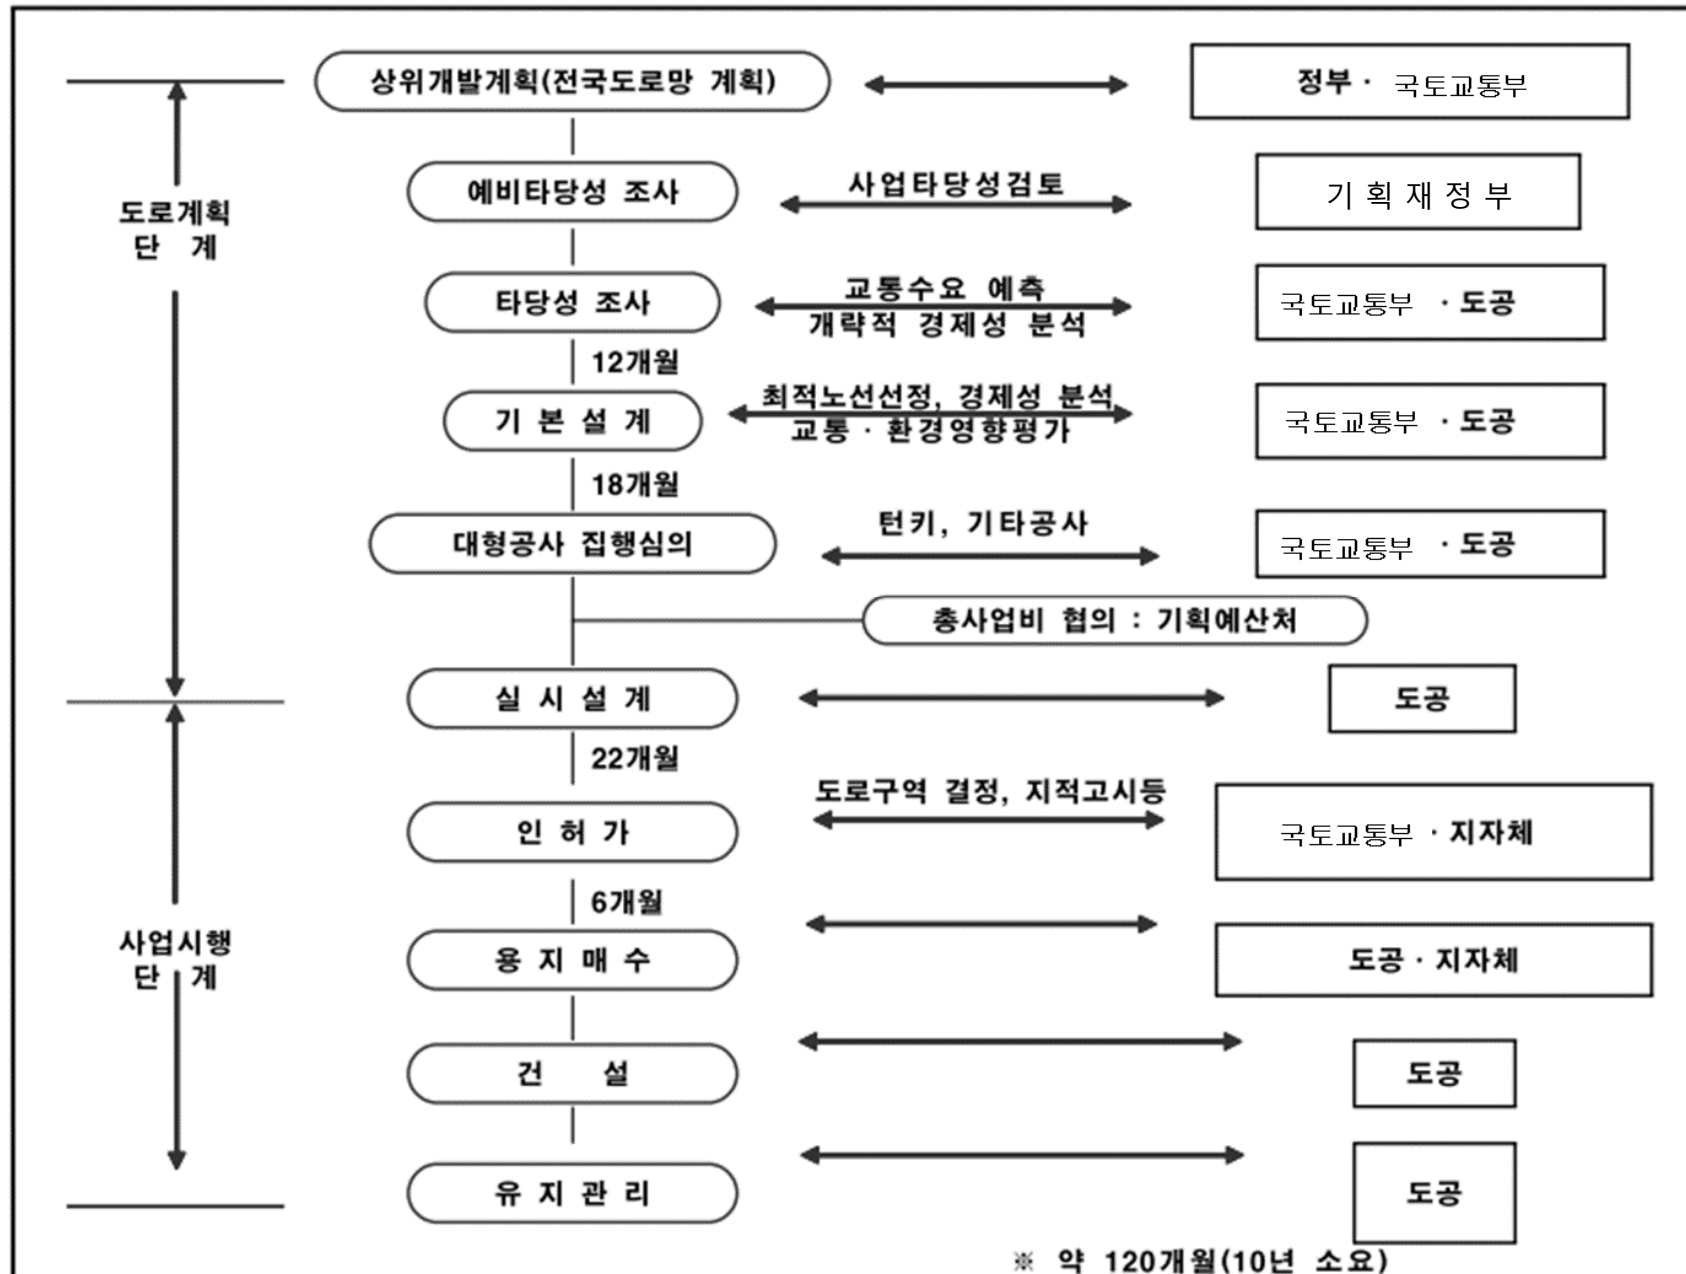 상위개발계획(전국도로망 계획)
정부 · 국토교통부
예비타당성 조사
사업타당성검토
기 획 재 정 부
도로계획
단 계
타당성 조사
교통수요 예측
개략적 경제성 분석
국토교통부 · 도공
12개월
기 본 설 계
최적노선선정, 경제성 분석
교통 · 환경영향평가
국토교통부 · 도공
18개월
대형공사 집행심의
턴키, 기타공사
국토교통부 · 도공
총사업비 협의 : 기획예산처
실 시 설 계
도공
22개월
인 허 가
도로구역 결정, 지적고시등
국토교통부 · 지자체
6개월
사업시행
단 계
용 지 매 수
도공 · 지자체
건 설
도공
유 지 관 리
도공
※ 약 120개월(10년 소요)